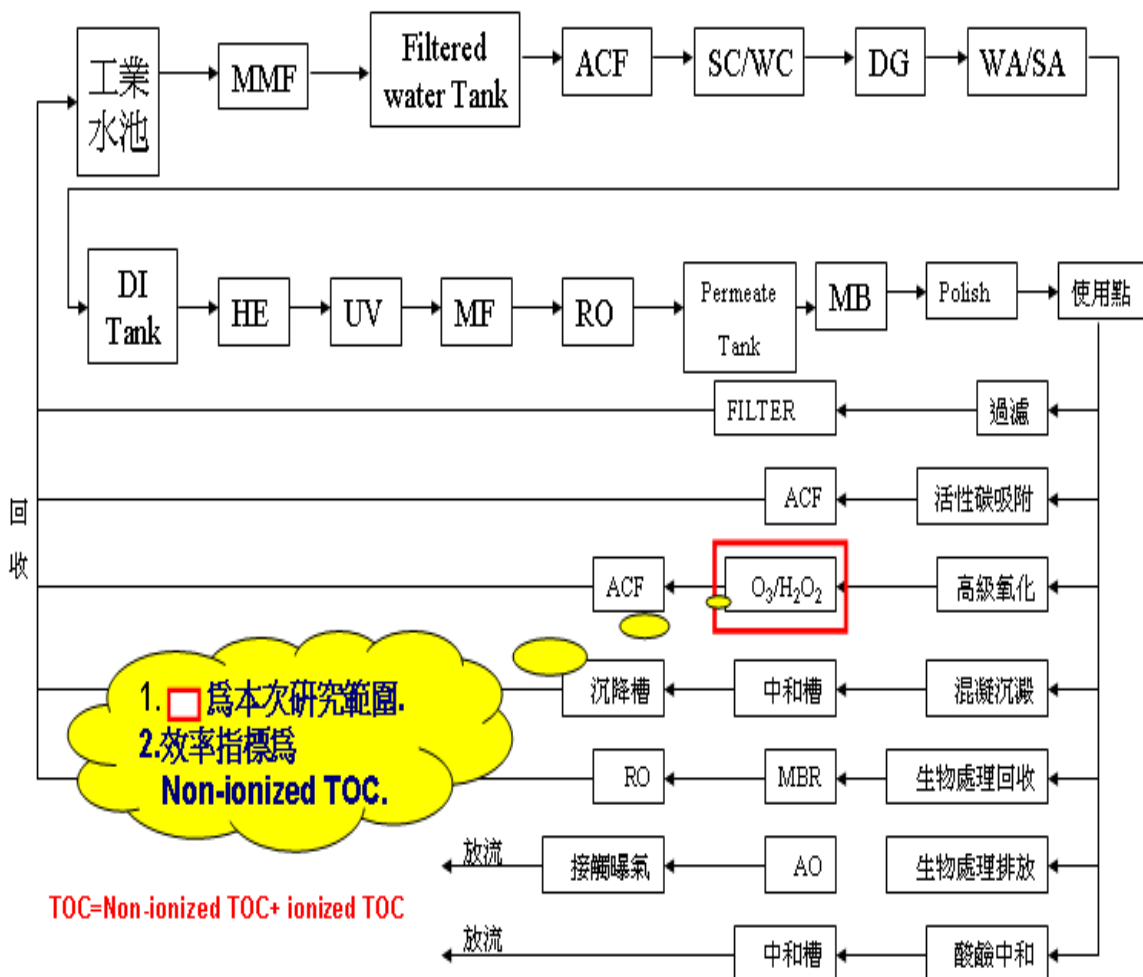 工業
水池
MMF
Filtered
water Tank
ACF
SC/WC
DG
WA/SA
DI
Tank
HE
UV
MF
RO
Permeate
Tank
MB
Polish
使用點
FILTER
過濾
回
收
ACF
活性碳吸附
ACF
O₃/H₂O₂
高級氧化
沉降槽
中和槽
混凝沉澱
1. 為本次研究範圍.
2.效率指標為
Non-ionized TOC.
RO
MBR
生物處理回收
放流
接觸曝氣
AO
生物處理排放
TOC=Non-ionized TOC+ ionized TOC
放流
中和槽
酸鹼中和